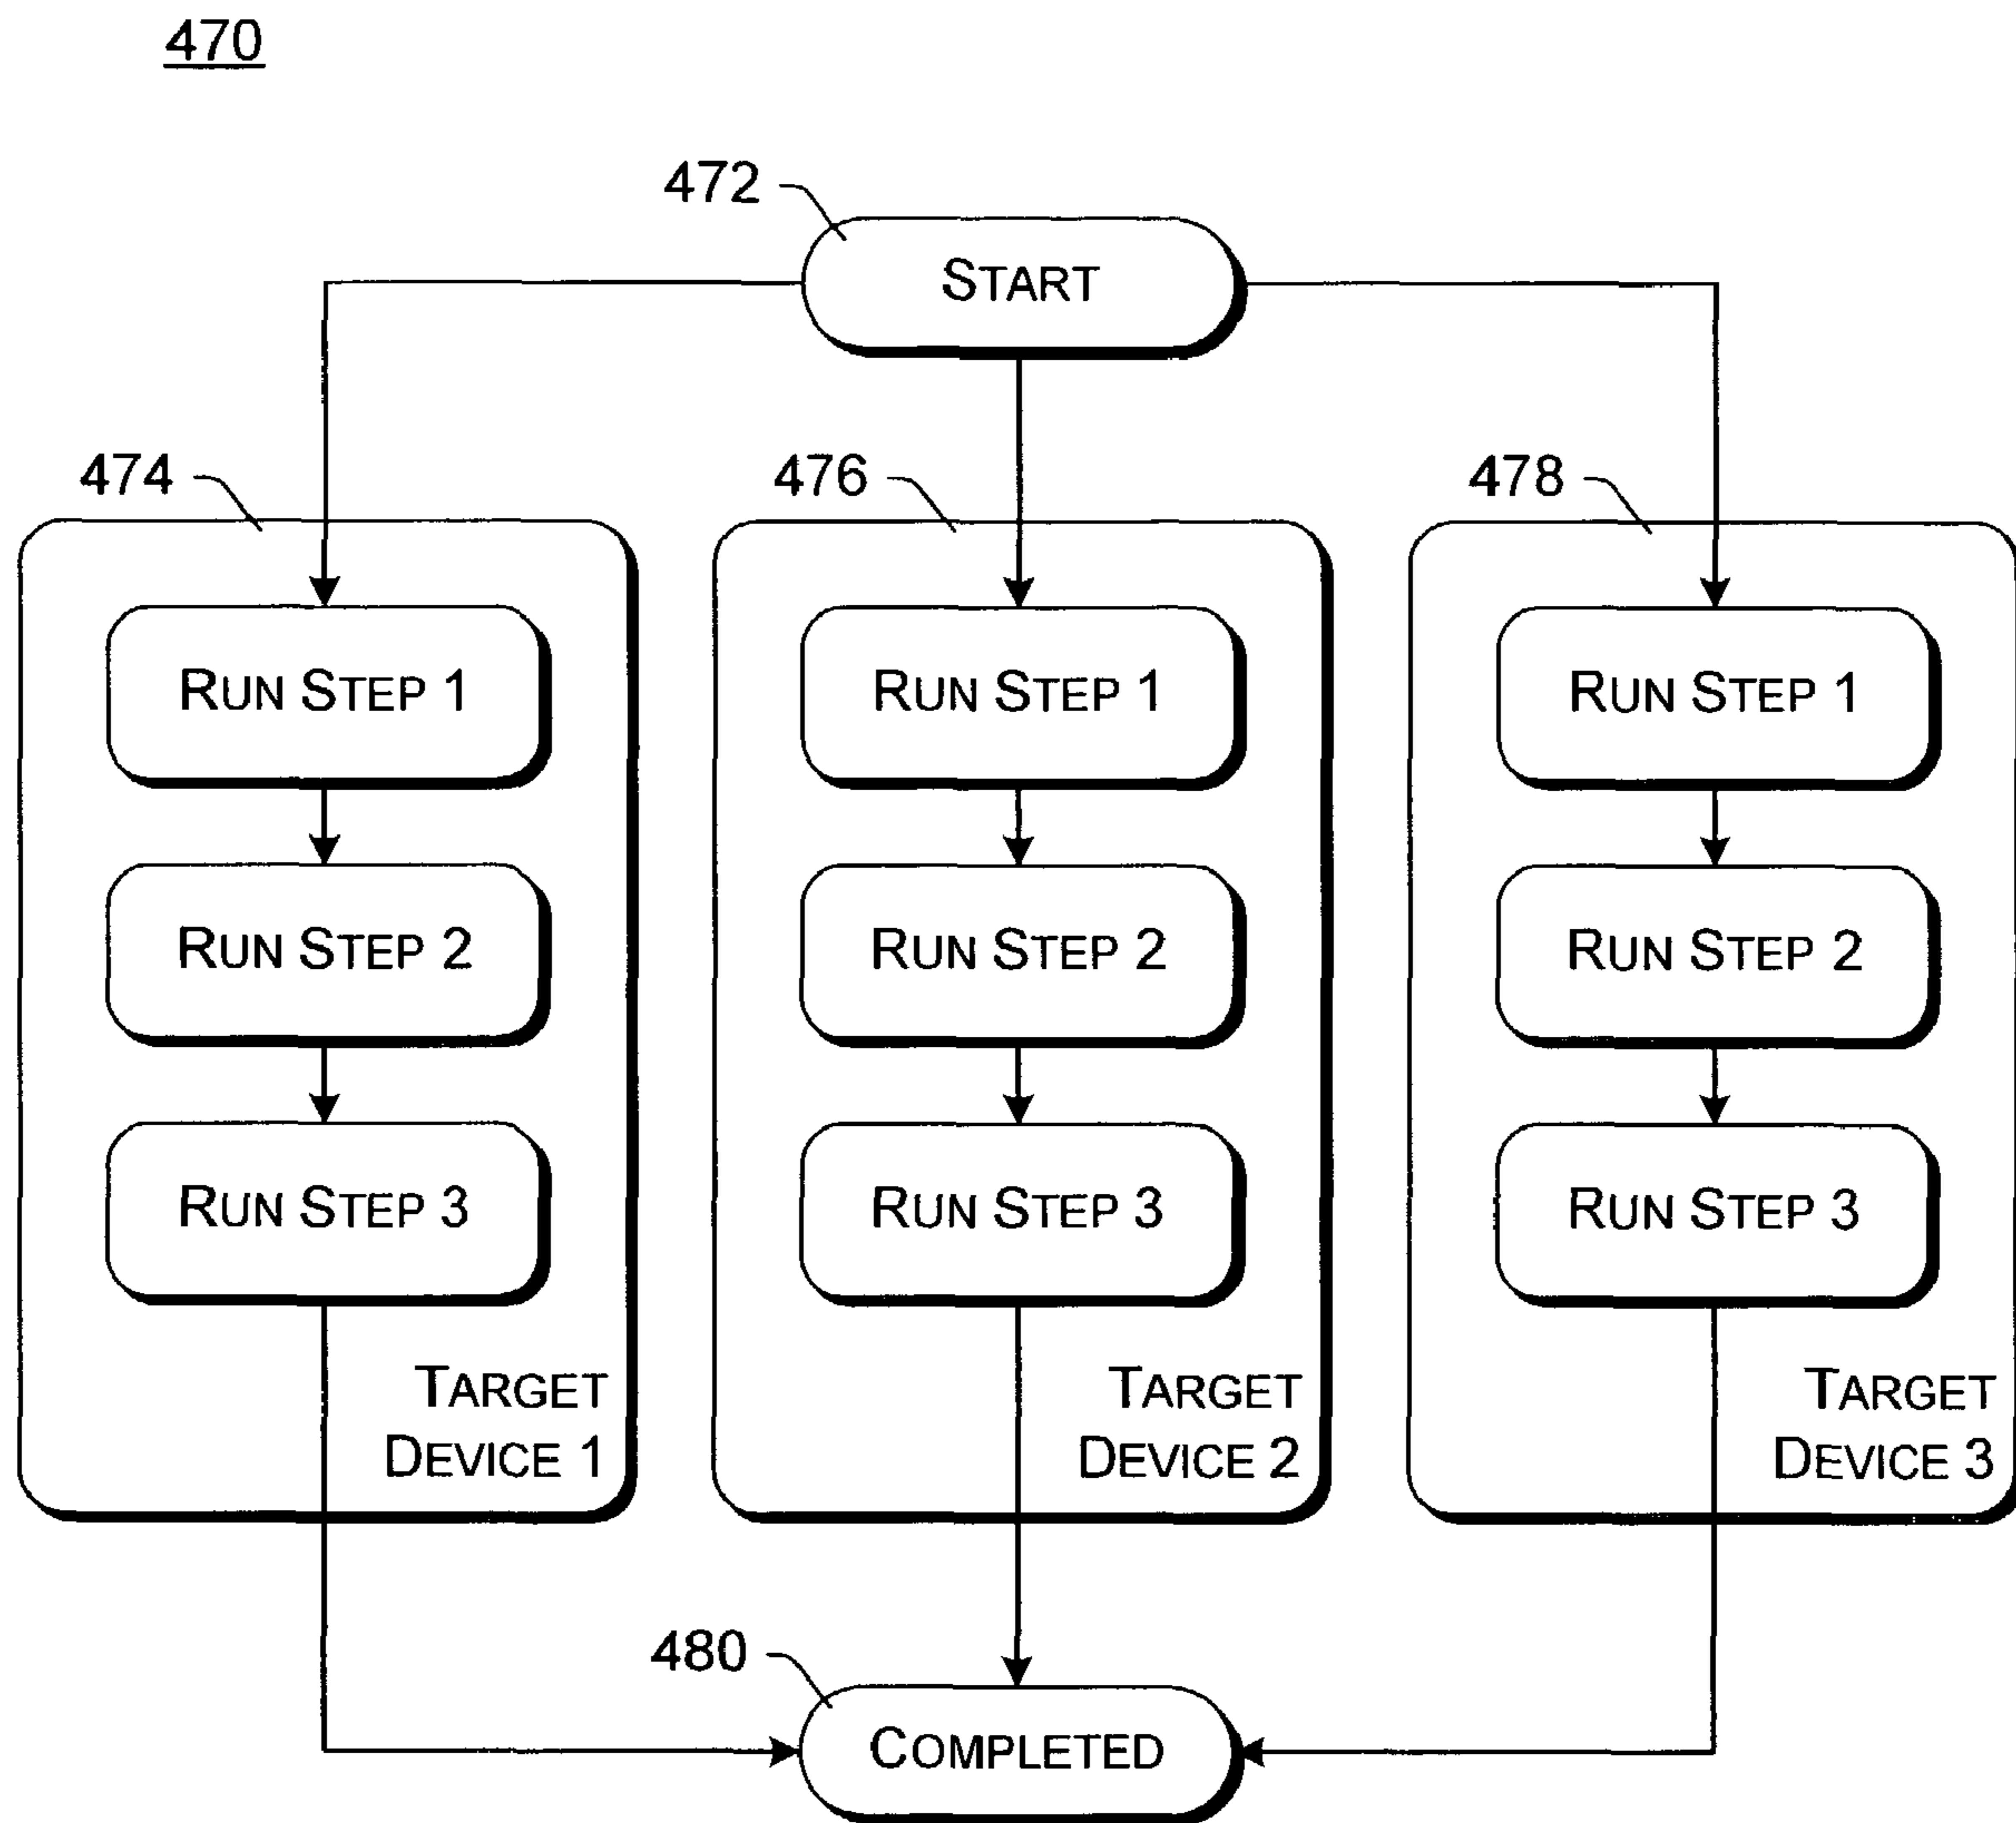 470
472
START
474
476
478
RUN STEP 1
RUN STEP 1
RUN STEP 1
RUN STEP 2
RUN STEP 2
RUN STEP 2
RUN STEP 3
RUN STEP 3
RUN STEP 3
TARGET
DEVICE 1
TARGET
DEVICE 2
TARGET
DEVICE 3
480
COMPLETED